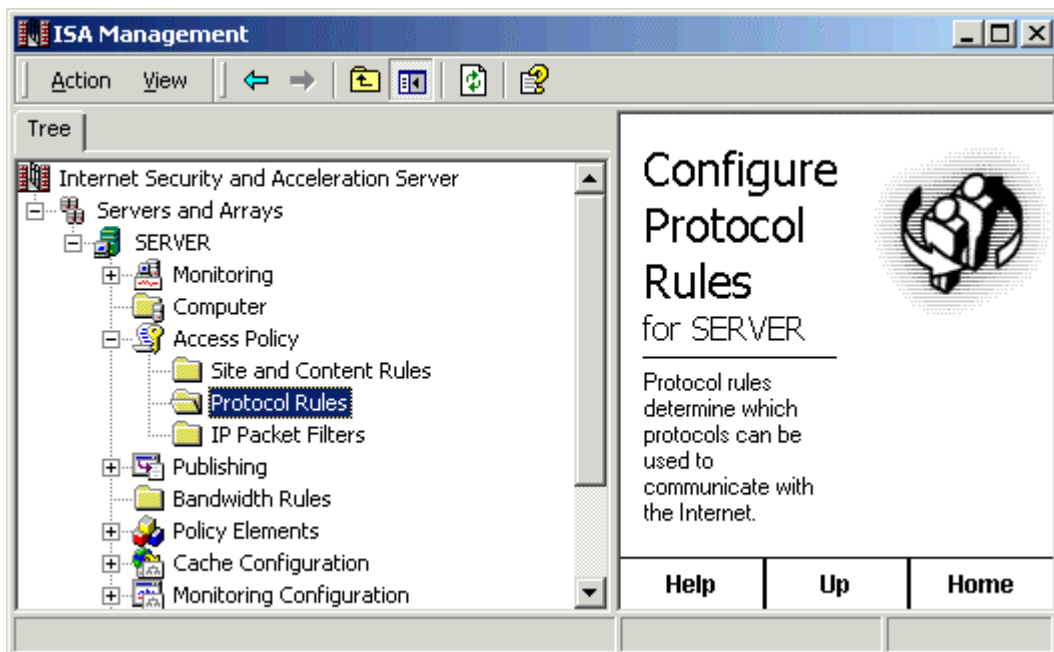 ISA Management
Action View
Tree
Internet Security and Acceleration Server
Servers and Arrays
SERVER
Monitoring
Computer
Access Policy
Site and Content Rules
Protocol Rules
IP Packet Filters
Publishing
Bandwidth Rules
Policy Elements
Cache Configuration
Monitoring Configuration
Configure
Protocol
Rules
for SERVER
Protocol rules
determine which
protocols can be
used to
communicate with
the Internet.
Help Up Home